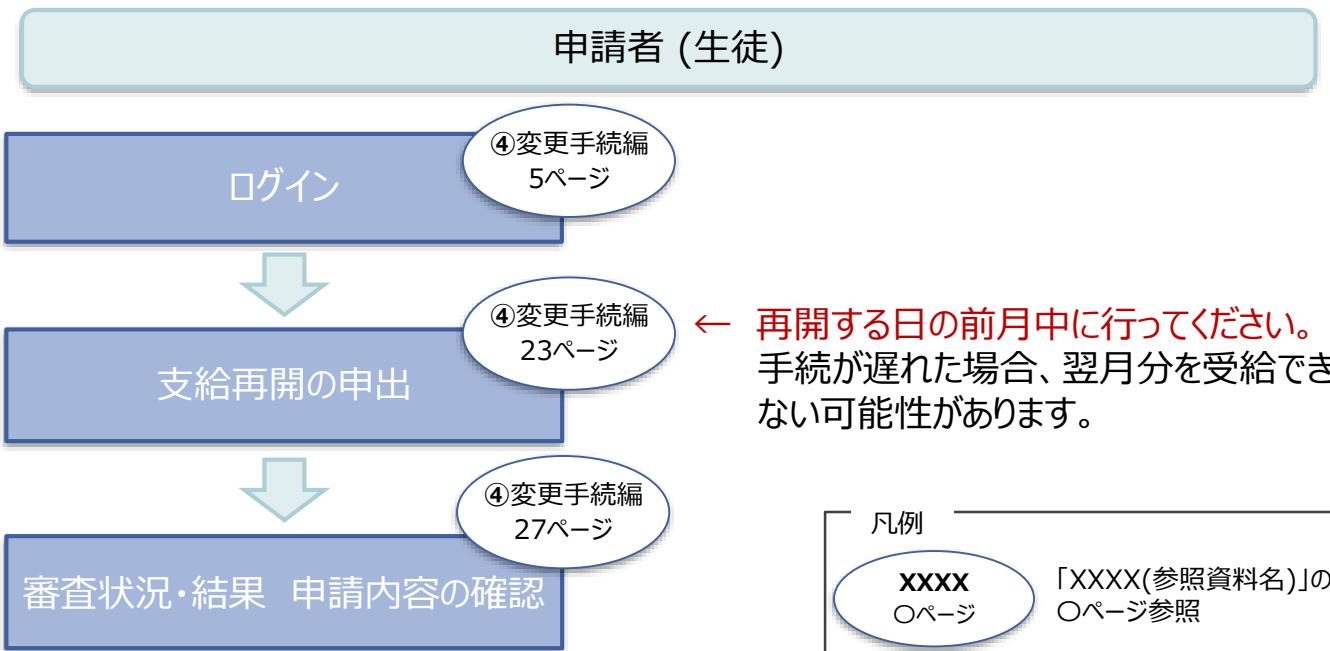 申請者 (生徒)
④変更手続編
5ページ
ログイン
④変更手続編
23ページ
支給再開の申出
← 再開する日の前月中に行ってください。
手続が遅れた場合、翌月分を受給でき
ない可能性があります。
④変更手続編
27ページ
審査状況・結果　申請内容の確認
凡例
XXXX
〇ページ
「XXXX(参照資料名)」の
〇ページ参照